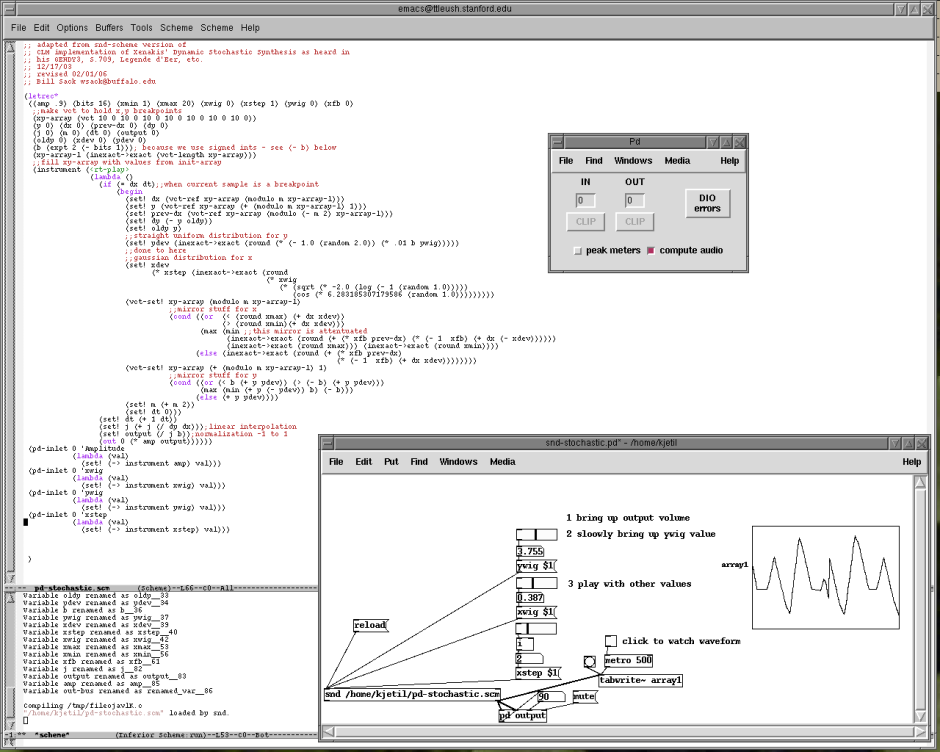 emacs@ttleush.stanford.edu
File Edit Options Buffers Tools Scheme Scheme Help
;; adapted from snd-scheme version of
;; CLM implementation of Xenakis' Dynamic Stochastic Synthesis as heard in
;; his GENDY3, S.709, Legende d'Eer, etc.
;; 12/17/03
;; revised 02/01/06
;; Bill Sack wsack@buffalo.edu
(letrec*
((amp .9) (bits 16) (xmin 1) (xmax 20) (xwig 0) (xstep 1) (ywig 0) (xfb 0)
;;make vct to hold x,y breakpoints
(xy-array (vct 10 0 10 0 10 0 10 0 10 0 10 0 10 0))
(y 0) (dx 0) (prev-dx 0) (dy 0)
(j 0) (m 0) (dt 0) (output 0)
(oldy 0) (xdev 0) (ydev 0)
(b (expt 2 (- bits 1))); because we use signed ints - see (- b) below
(xy-array-l (inexact->exact (vct-length xy-array)))
;;fill xy-array with values from init-array
(instrument (<rt-play>
(lambda ()
(if (= dx dt);;when current sample is a breakpoint
(begin
(set! dx (vct-ref xy-array (modulo m xy-array-l)))
(set! y (vct-ref xy-array (+ (modulo m xy-array-l) 1)))
(set! prev-dx (vct-ref xy-array (modulo (- m 2) xy-array-l)))
(set! dy (- y oldy))
(set! oldy y)
;;straight uniform distribution for y
(set! ydev (inexact->exact (round (* (- 1.0 (random 2.0)) (* .01 b ywig)))))
;;done to here
;;gaussian distribution for x
(set! xdev
(* xstep (inexact->exact (round
(* xwig
(* (sqrt (* -2.0 (log (- 1 (random 1.0)))))
(cos (* 6.283185307179586 (random 1.0)))))))))
(vct-set! xy-array (modulo m xy-array-l)
;;mirror stuff for x
(cond ((or (< (round xmax) (+ dx xdev))
(> (round xmin)(+ dx xdev)))
(max (min ;;this mirror is attentuated
(inexact->exact (round (+ (* xfb prev-dx) (* (- 1 xfb) (+ dx (- xdev))))))
(inexact->exact (round xmax))) (inexact->exact (round xmin))))
(else (inexact->exact (round (+ (* xfb prev-dx)
(* (- 1 xfb) (+ dx xdev))))))))
(vct-set! xy-array (+ (modulo m xy-array-l) 1)
;;mirror stuff for y
(cond ((or (< b (+ y ydev)) (> (- b) (+ y ydev)))
(max (min (+ y (- ydev)) b) (- b)))
(else (+ y ydev))))
(set! m (+ m 2))
(set! dt 0)))
(set! dt (+ 1 dt))
(set! j (+ j (/ dy dx)));linear interpolation
(set! output (/ j b));normalization -1 to 1
(out 0 (* amp output))))))
(pd-inlet 0 'Amplitude
(lambda (val)
(set! (-> instrument amp) val)))
(pd-inlet 0 'xwig
(lambda (val)
(set! (-> instrument xwig) val)))
(pd-inlet 0 'ywig
(lambda (val)
(set! (-> instrument ywig) val)))
(pd-inlet 0 'xstep
(lambda (val)
(set! (-> instrument xstep) val)))
)
pd-stochastic.scm (Scheme)--L66--C0--All
Variable oldy renamed as oldy__33
Variable ydev renamed as ydev__34
Variable b renamed as b__36
Variable ywig renamed as ywig__37
Variable xdev renamed as xdev__39
Variable xstep renamed as xstep__40
Variable xwig renamed as xwig__42
Variable xmax renamed as xmax__53
Variable xmin renamed as xmin__56
Variable xfb renamed as xfb__61
Variable j renamed as j__82
Variable output renamed as output__83
Variable amp renamed as amp__85
Variable out-bus renamed as renamed_var__86
Compiling /tmp/fileojavlK.c
"/home/kjetil/pd-stochastic.scm" loaded by snd.
-1:** *scheme* (Inferior Scheme:run)--L53--C0--Bot
Pd
File Find Windows Media Help
IN OUT
0 0
DIO errors
CLIP CLIP
peak meters compute audio
snd-stochastic.pd* - /home/kjetil
File Edit Put Find Windows Media Help
1 bring up output volume
2 sloowly bring up ywig value
3.755
ywig $1
3 play with other values
0.387
xwig $1
array1
reload
1
click to watch waveform
2
metro 500
xstep $1
tabwrite~ array1
snd /home/kjetil/pd-stochastic.scm
90
mute
pd output